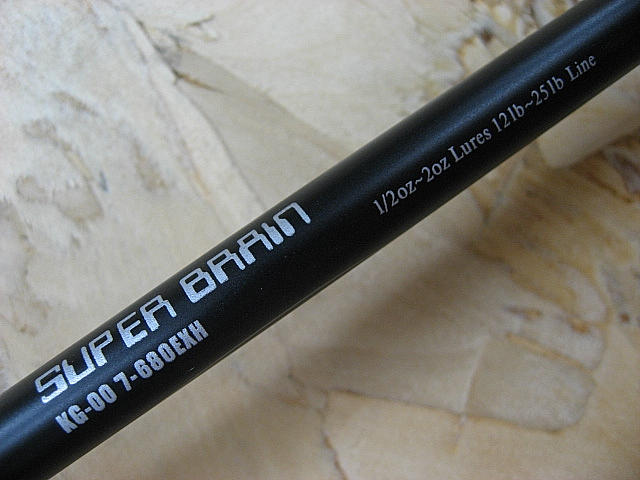 SUPER BRAIN
KG-00 7-680EXH
1/2oz~2oz Lures 12lb~25lb Line